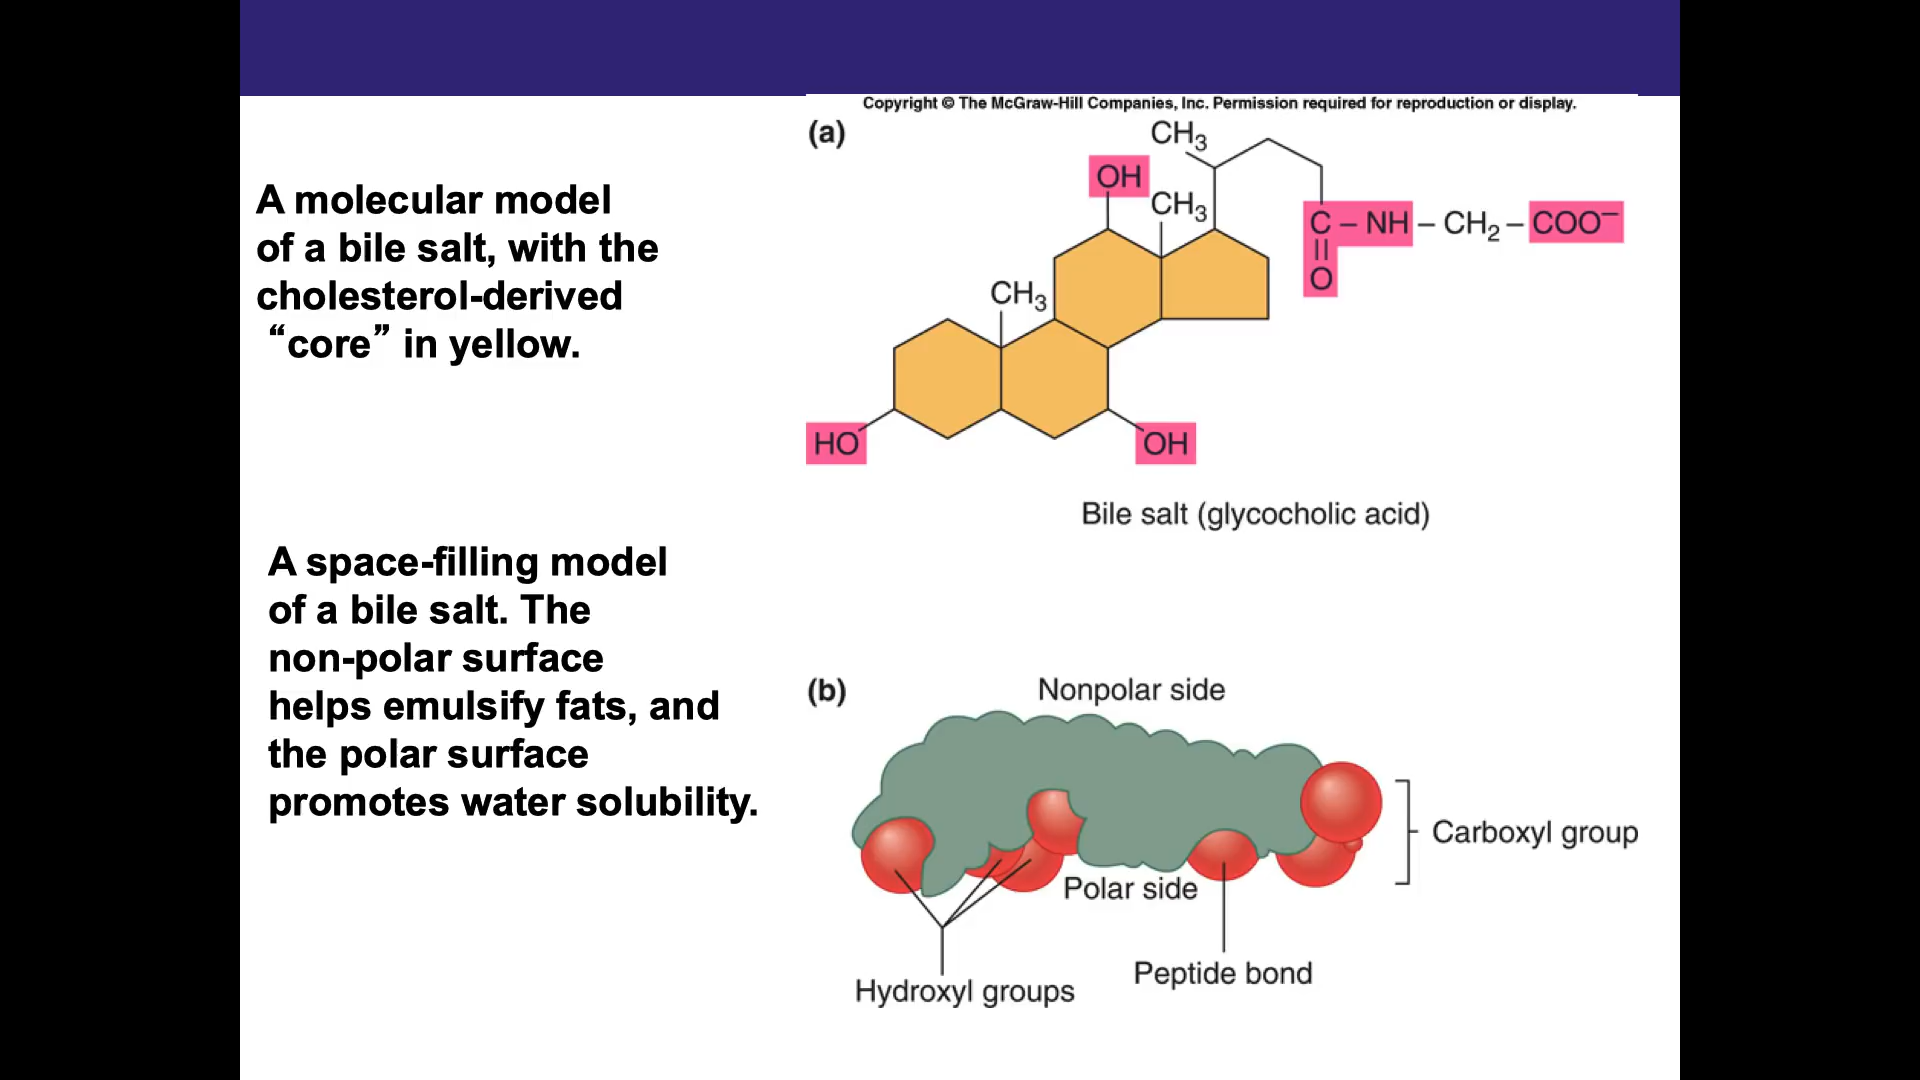 Copyright © The McGraw-Hill Companies, Inc. Permission required for reproduction or display.
A molecular model
of a bile salt, with the
cholesterol-derived
“core” in yellow.
(a)
CH₃
OH
CH₃
C – NH – CH₂ – COO⁻
O
CH₃
HO
OH
Bile salt (glycocholic acid)
A space-filling model
of a bile salt. The
non-polar surface
helps emulsify fats, and
the polar surface
promotes water solubility.
(b)
Nonpolar side
Carboxyl group
Polar side
Peptide bond
Hydroxyl groups